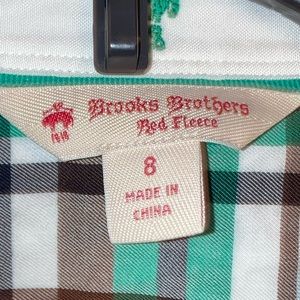 Brooks Brothers
1818
Red Fleece
8
MADE IN
CHINA